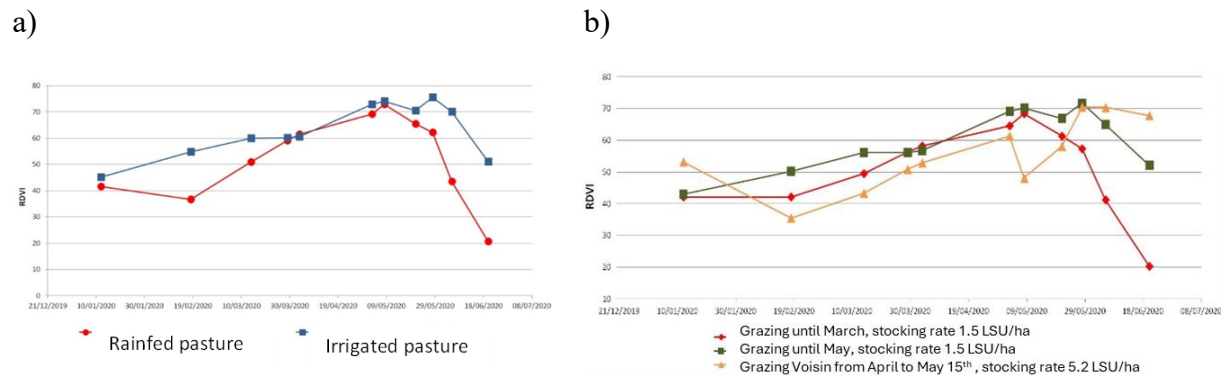 a)
80
70
60
50
40
30
20
10
0
RDVI
21/12/2019 10/01/2020 30/01/2020 19/02/2020 10/03/2020 30/03/2020 19/04/2020 09/05/2020 29/05/2020 18/06/2020 08/07/2020
Rainfed pasture Irrigated pasture
b)
80
70
60
50
40
30
20
10
RDVI
21/12/2019 10/01/2020 30/01/2020 19/02/2020 10/03/2020 30/03/2020 19/04/2020 09/05/2020 29/05/2020 18/06/2020 08/07/2020
Grazing until March, stocking rate 1.5 LSU/ha
Grazing until May, stocking rate 1.5 LSU/ha
Grazing Voisin from April to May 15th , stocking rate 5.2 LSU/ha